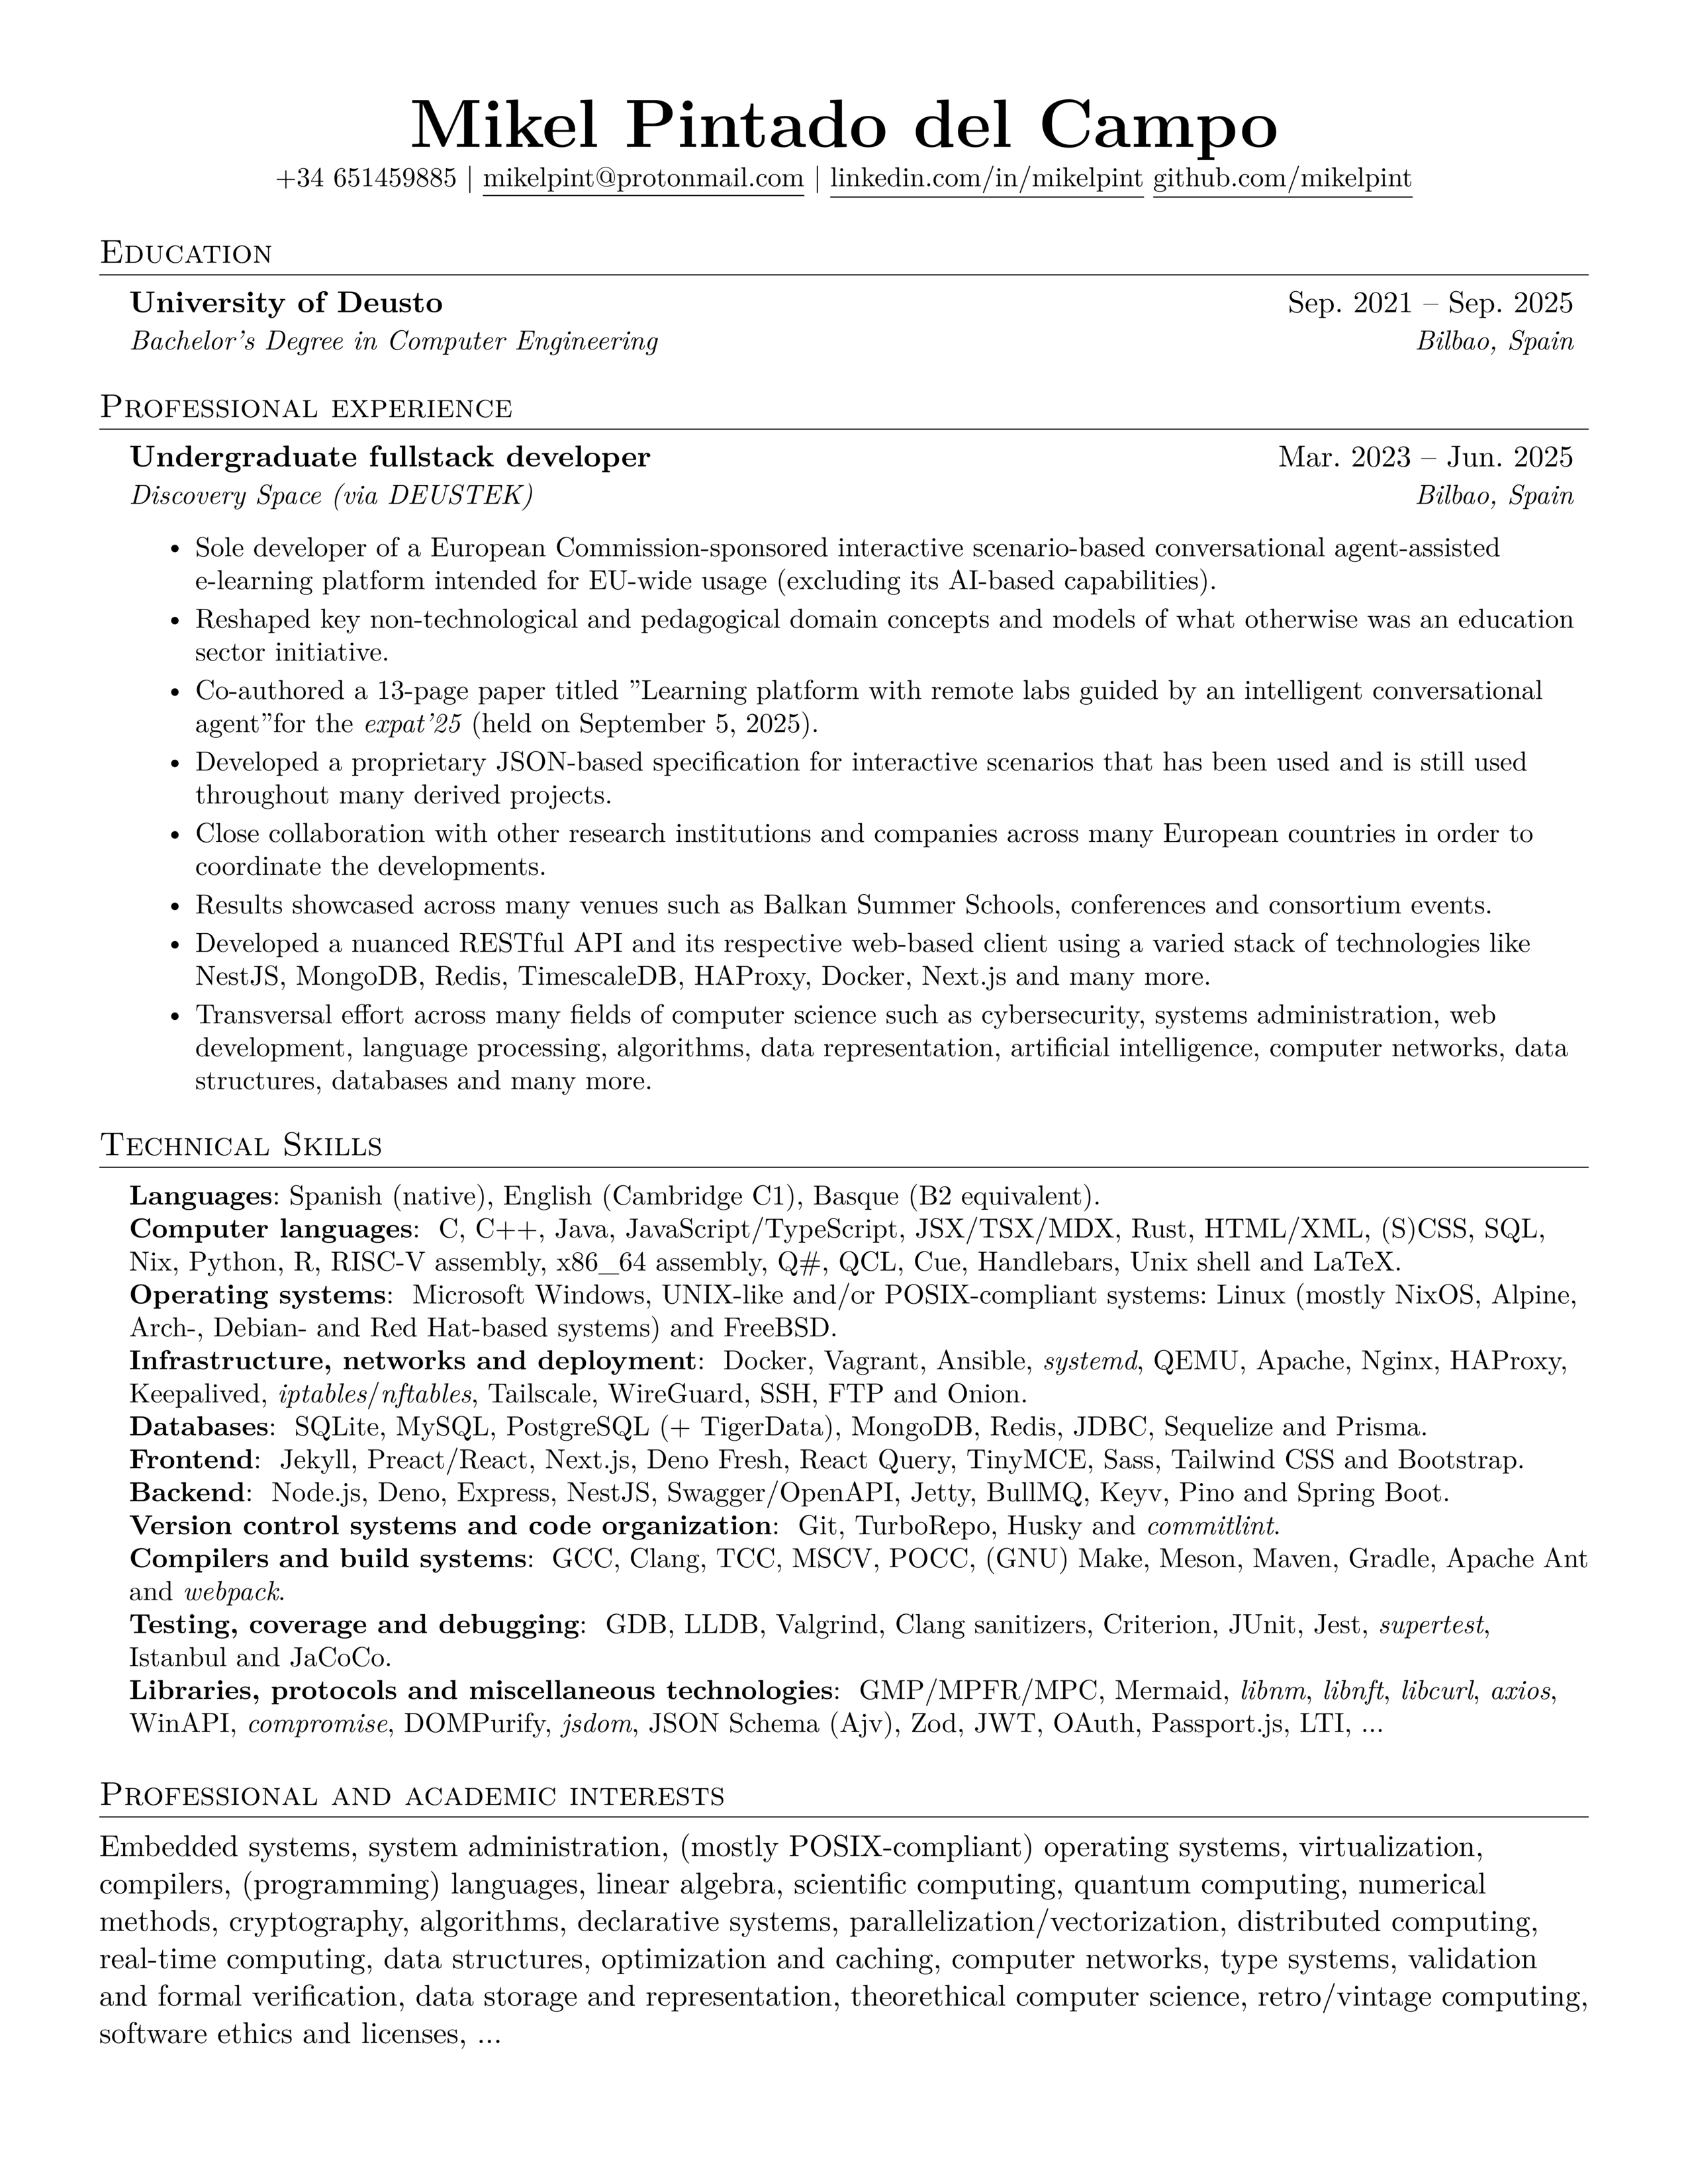 Mikel Pintado del Campo
+34 651459885 | mikelpint@protonmail.com | linkedin.com/in/mikelpint github.com/mikelpint
Education
University of Deusto Sep. 2021 – Sep. 2025
Bachelor's Degree in Computer Engineering Bilbao, Spain
Professional experience
Undergraduate fullstack developer Mar. 2023 – Jun. 2025
Discovery Space (via DEUSTEK) Bilbao, Spain
• Sole developer of a European Commission-sponsored interactive scenario-based conversational agent-assisted
e-learning platform intended for EU-wide usage (excluding its AI-based capabilities).
• Reshaped key non-technological and pedagogical domain concepts and models of what otherwise was an education
sector initiative.
• Co-authored a 13-page paper titled ”Learning platform with remote labs guided by an intelligent conversational
agent”for the expat’25 (held on September 5, 2025).
• Developed a proprietary JSON-based specification for interactive scenarios that has been used and is still used
throughout many derived projects.
• Close collaboration with other research institutions and companies across many European countries in order to
coordinate the developments.
• Results showcased across many venues such as Balkan Summer Schools, conferences and consortium events.
• Developed a nuanced RESTful API and its respective web-based client using a varied stack of technologies like
NestJS, MongoDB, Redis, TimescaleDB, HAProxy, Docker, Next.js and many more.
• Transversal effort across many fields of computer science such as cybersecurity, systems administration, web
development, language processing, algorithms, data representation, artificial intelligence, computer networks, data
structures, databases and many more.
Technical Skills
Languages: Spanish (native), English (Cambridge C1), Basque (B2 equivalent).
Computer languages: C, C++, Java, JavaScript/TypeScript, JSX/TSX/MDX, Rust, HTML/XML, (S)CSS, SQL,
Nix, Python, R, RISC-V assembly, x86_64 assembly, Q#, QCL, Cue, Handlebars, Unix shell and LaTeX.
Operating systems: Microsoft Windows, UNIX-like and/or POSIX-compliant systems: Linux (mostly NixOS, Alpine,
Arch-, Debian- and Red Hat-based systems) and FreeBSD.
Infrastructure, networks and deployment: Docker, Vagrant, Ansible, systemd, QEMU, Apache, Nginx, HAProxy,
Keepalived, iptables/nftables, Tailscale, WireGuard, SSH, FTP and Onion.
Databases: SQLite, MySQL, PostgreSQL (+ TigerData), MongoDB, Redis, JDBC, Sequelize and Prisma.
Frontend: Jekyll, Preact/React, Next.js, Deno Fresh, React Query, TinyMCE, Sass, Tailwind CSS and Bootstrap.
Backend: Node.js, Deno, Express, NestJS, Swagger/OpenAPI, Jetty, BullMQ, Keyv, Pino and Spring Boot.
Version control systems and code organization: Git, TurboRepo, Husky and commitlint.
Compilers and build systems: GCC, Clang, TCC, MSCV, POCC, (GNU) Make, Meson, Maven, Gradle, Apache Ant
and webpack.
Testing, coverage and debugging: GDB, LLDB, Valgrind, Clang sanitizers, Criterion, JUnit, Jest, supertest,
Istanbul and JaCoCo.
Libraries, protocols and miscellaneous technologies: GMP/MPFR/MPC, Mermaid, libnm, libnft, libcurl, axios,
WinAPI, compromise, DOMPurify, jsdom, JSON Schema (Ajv), Zod, JWT, OAuth, Passport.js, LTI, ...
Professional and academic interests
Embedded systems, system administration, (mostly POSIX-compliant) operating systems, virtualization,
compilers, (programming) languages, linear algebra, scientific computing, quantum computing, numerical
methods, cryptography, algorithms, declarative systems, parallelization/vectorization, distributed computing,
real-time computing, data structures, optimization and caching, computer networks, type systems, validation
and formal verification, data storage and representation, theorethical computer science, retro/vintage computing,
software ethics and licenses, ...